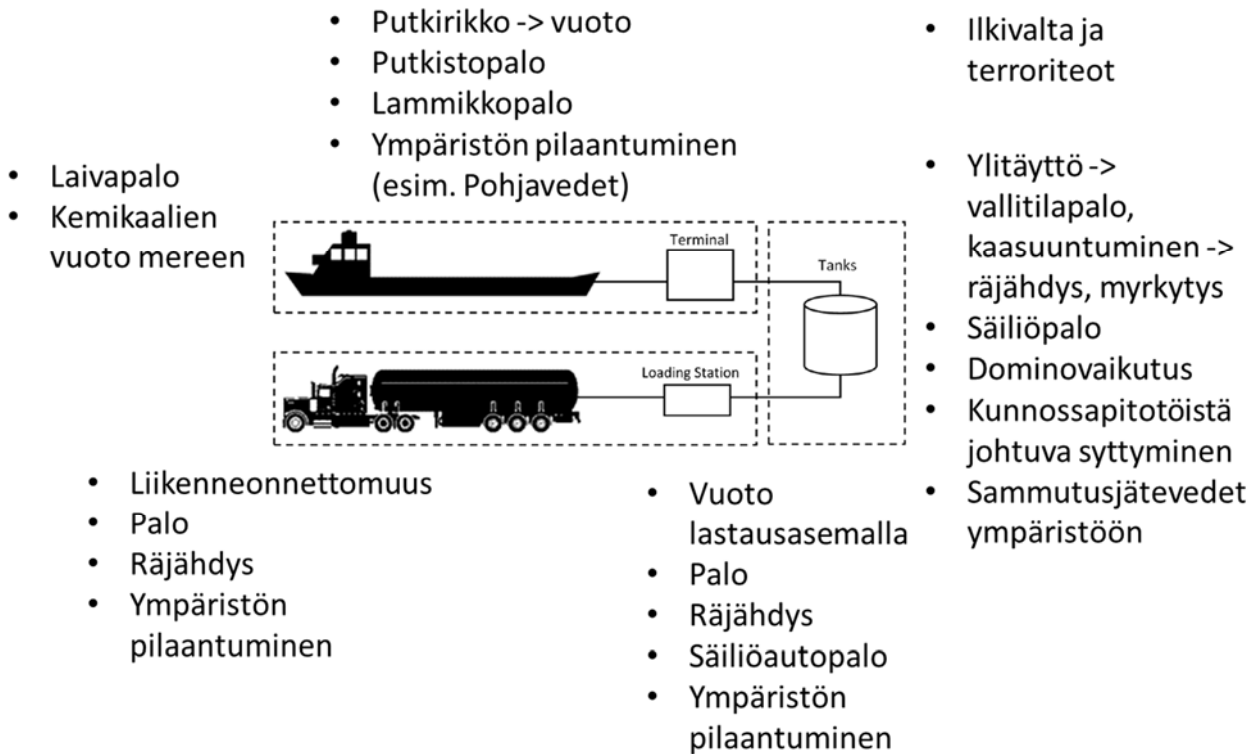 • Putkirikko -> vuoto
• Putkistopalo
• Lammikkopalo
• Ympäristön pilaantuminen
(esim. Pohjavedet)
• Ilkivalta ja
terroriteot
• Laivapalo
• Kemikaalien
vuoto mereen
Terminal
Tanks
Loading Station
• Ylitäyttö ->
vallitilapalo,
kaasuuntuminen ->
räjähdys, myrkytys
• Säiliöpalo
• Dominovaikutus
• Kunnossapitotöistä
johtuva syttyminen
• Sammutusjätevedet
ympäristöön
• Liikenneonnettomuus
• Palo
• Räjähdys
• Ympäristön
pilaantuminen
• Vuoto
lastausasemalla
• Palo
• Räjähdys
• Säiliöautopalo
• Ympäristön
pilaantuminen